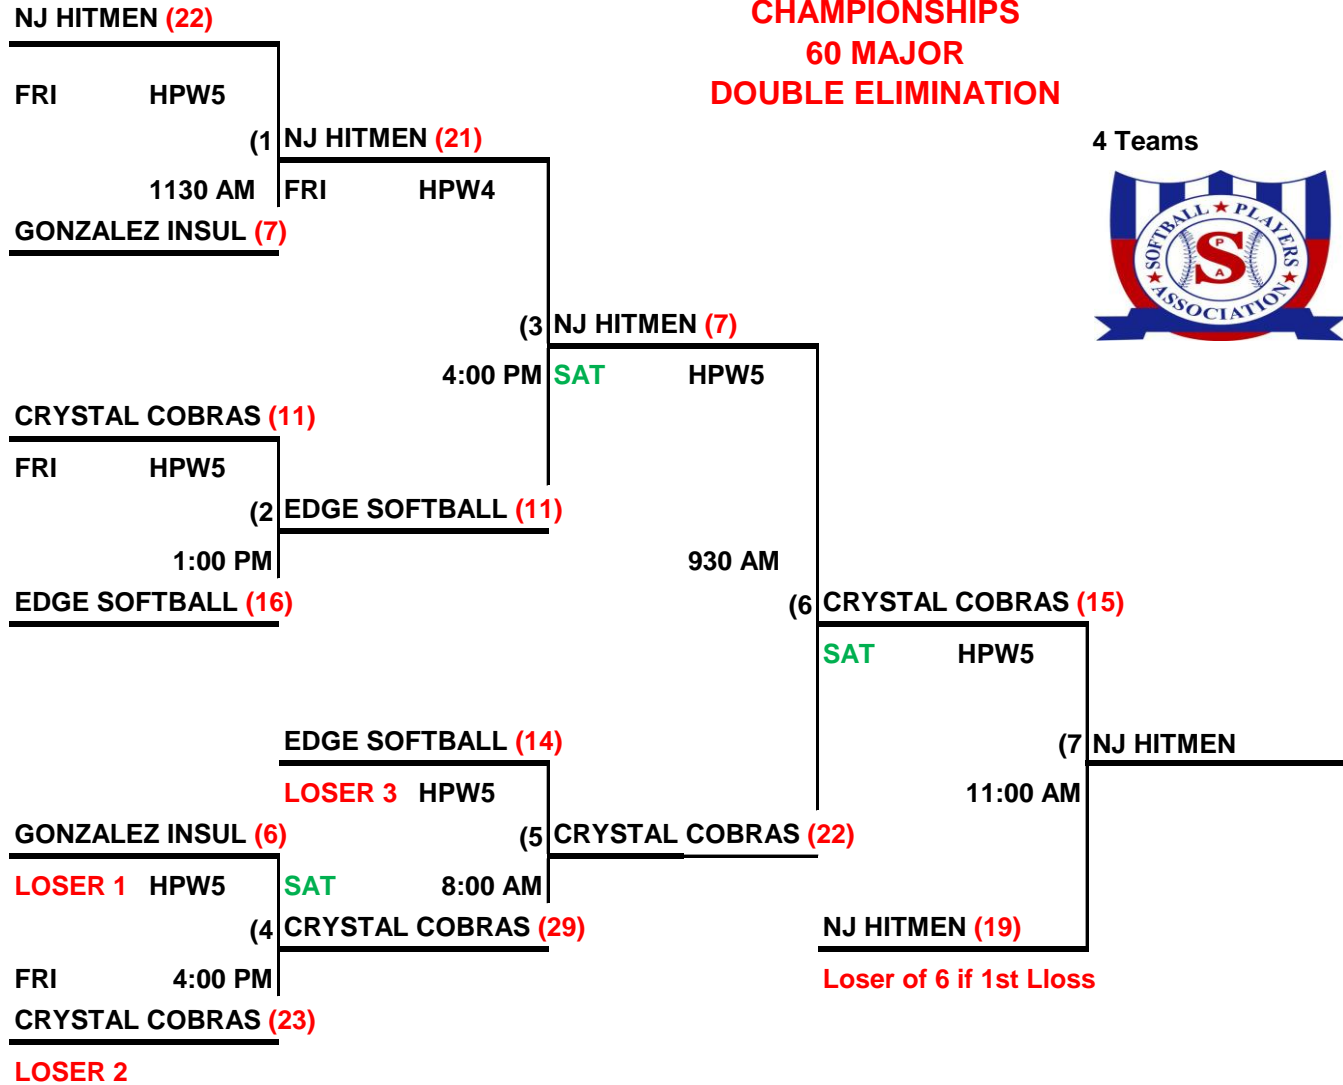 CHAMPIONSHIPS
60 MAJOR
DOUBLE ELIMINATION
4 Teams
SOFTBALL ★ PLAYERS
ASSOCIATION
P
S
A
NJ HITMEN (22)
FRI HPW5
(1 NJ HITMEN (21)
1130 AM FRI HPW4
GONZALEZ INSUL (7)
(3 NJ HITMEN (7)
4:00 PM SAT HPW5
CRYSTAL COBRAS (11)
FRI HPW5
(2 EDGE SOFTBALL (11)
1:00 PM 930 AM
EDGE SOFTBALL (16)
(6 CRYSTAL COBRAS (15)
SAT HPW5
EDGE SOFTBALL (14)
(7 NJ HITMEN
LOSER 3 HPW5 11:00 AM
GONZALEZ INSUL (6)
(5 CRYSTAL COBRAS (22)
LOSER 1 HPW5 SAT 8:00 AM
(4 CRYSTAL COBRAS (29)
NJ HITMEN (19)
FRI 4:00 PM
Loser of 6 if 1st Lloss
CRYSTAL COBRAS (23)
LOSER 2